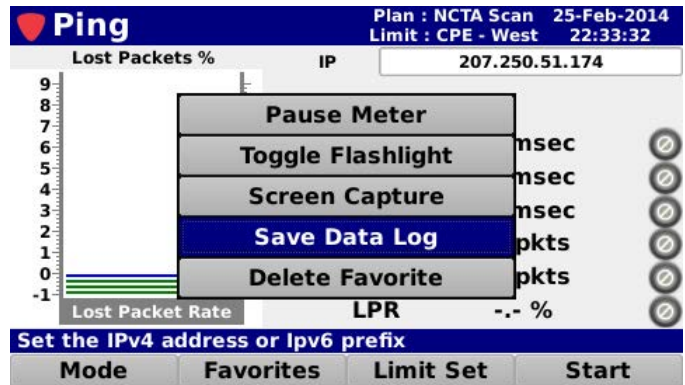 Ping
Plan : NCTA Scan 25-Feb-2014
Limit : CPE - West 22:33:32
Lost Packets %
IP 207.250.51.174
9
8
7
6
5
4
3
2
1
0
-1
Lost Packet Rate
Pause Meter
Toggle Flashlight
Screen Capture
Save Data Log
Delete Favorite
msec
msec
msec
pkts
pkts
LPR -.- %
Set the IPv4 address or Ipv6 prefix
Mode Favorites Limit Set Start